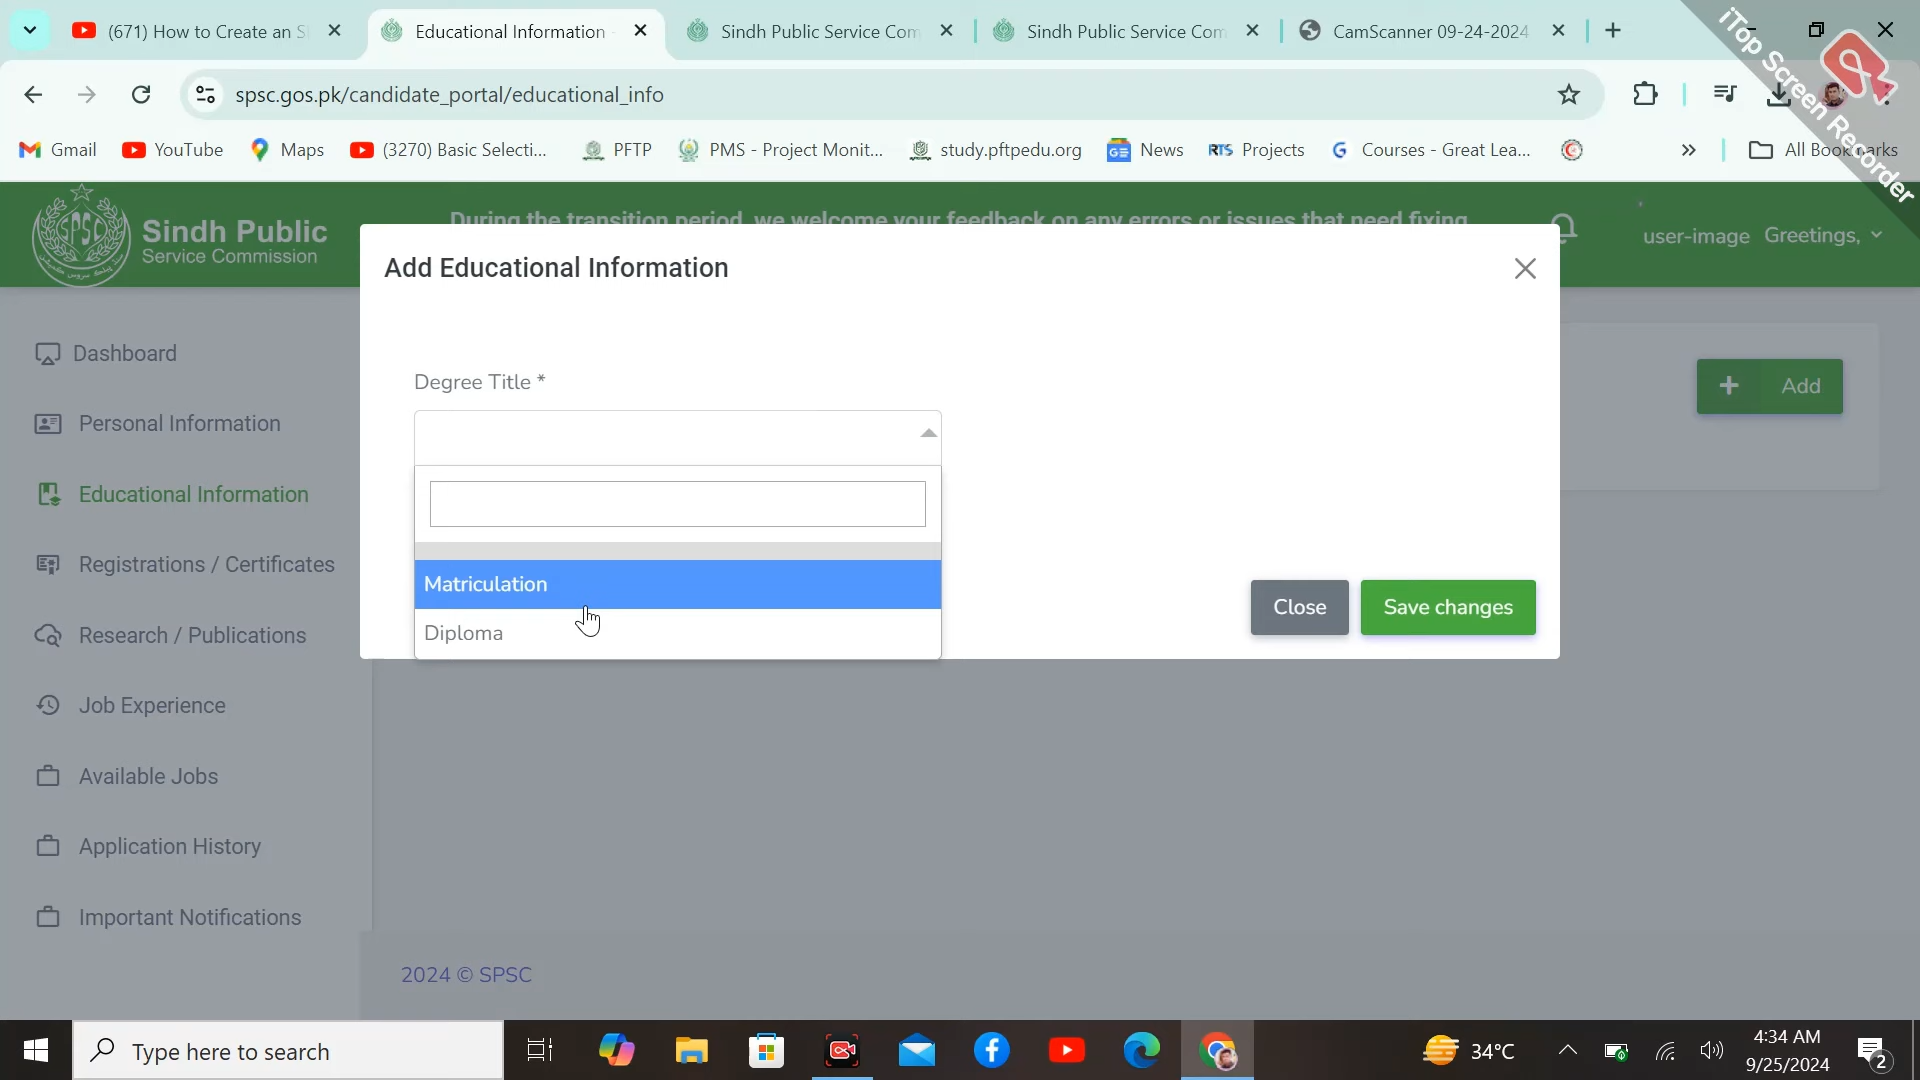 (671) How to Create an S
Educational Information -
Sindh Public Service Com
Sindh Public Service Com
CamScanner 09-24-2024
iTop Screen Recorder
spsc.gos.pk/candidate_portal/educational_info
Gmail
YouTube
Maps
(3270) Basic Selecti...
PFTP
PMS - Project Monit...
study.pftpedu.org
News
RTS Projects
Courses - Great Lea...
All Bookmarks
SPSC
Sindh Public
Service Commission
During the transition period, we welcome your feedback on any errors or issues that need fixing
user-image
Greetings,
Add Educational Information
Dashboard
Personal Information
Educational Information
Registrations / Certificates
Research / Publications
Job Experience
Available Jobs
Application History
Important Notifications
Add
Degree Title *
Matriculation
Diploma
Close
Save changes
2024 © SPSC
Type here to search
34°C
4:34 AM
9/25/2024
2